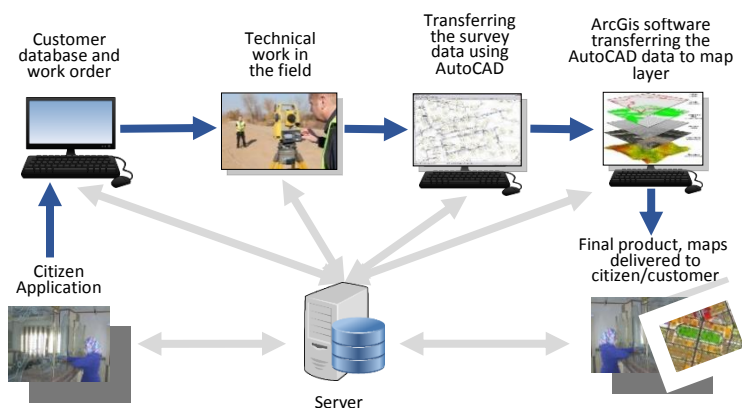 Customer
database and
work order
Technical
work in
the field
Transferring
the survey
data using
AutoCAD
ArcGis software
transferring the
AutoCAD data to map
layer
Citizen
Application
Final product, maps
delivered to
citizen/customer
Server